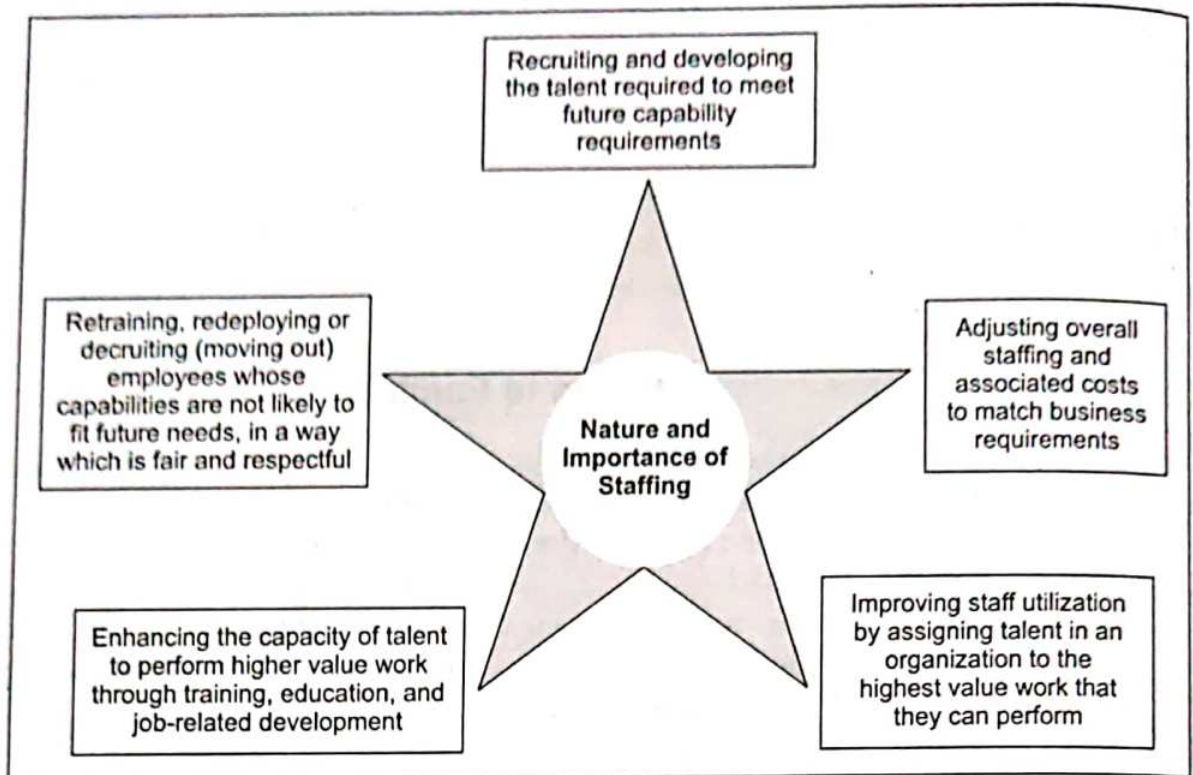 Recruiting and developing
the talent required to meet
future capability
requirements
Retraining, redeploying or
decruiting (moving out)
employees whose
capabilities are not likely to
fit future needs, in a way
which is fair and respectful
Adjusting overall
staffing and
associated costs
to match business
requirements
Nature and
Importance of
Staffing
Enhancing the capacity of talent
to perform higher value work
through training, education, and
job-related development
Improving staff utilization
by assigning talent in an
organization to the
highest value work that
they can perform